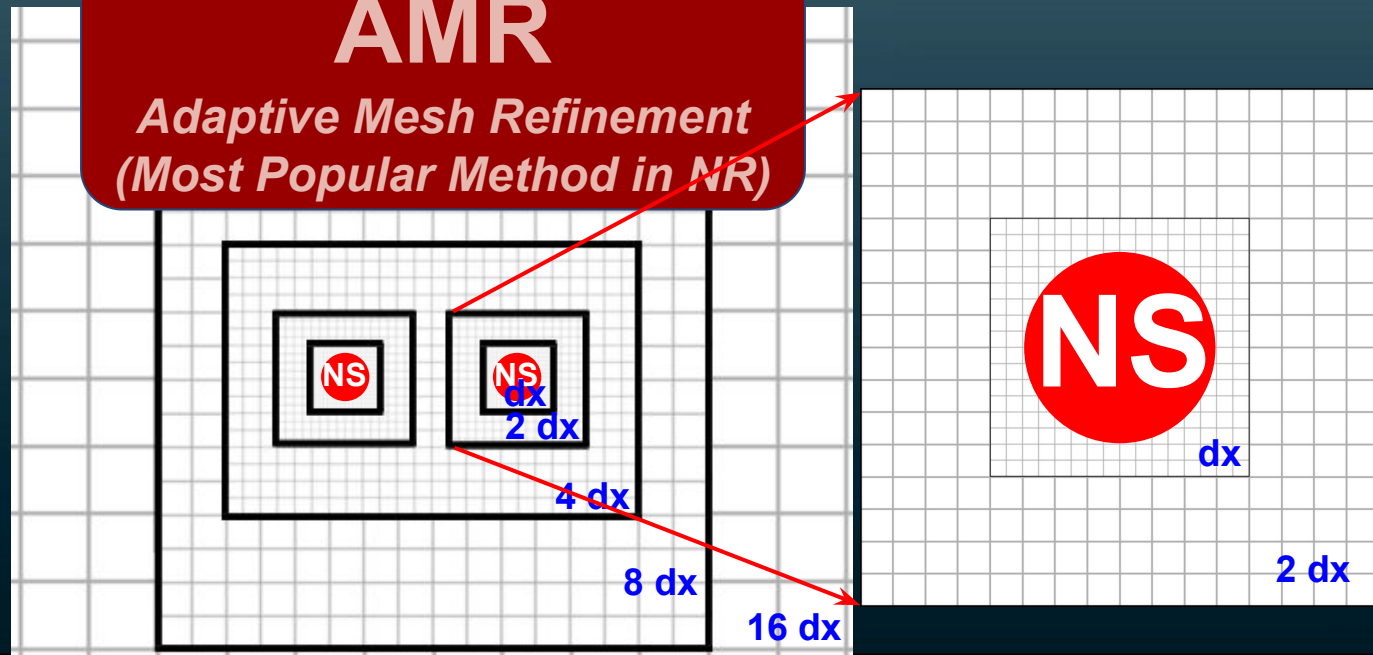 AMR
Adaptive Mesh Refinement
(Most Popular Method in NR)
NS
NS
dx
2 dx
4 dx
8 dx
16 dx
NS
dx
2 dx